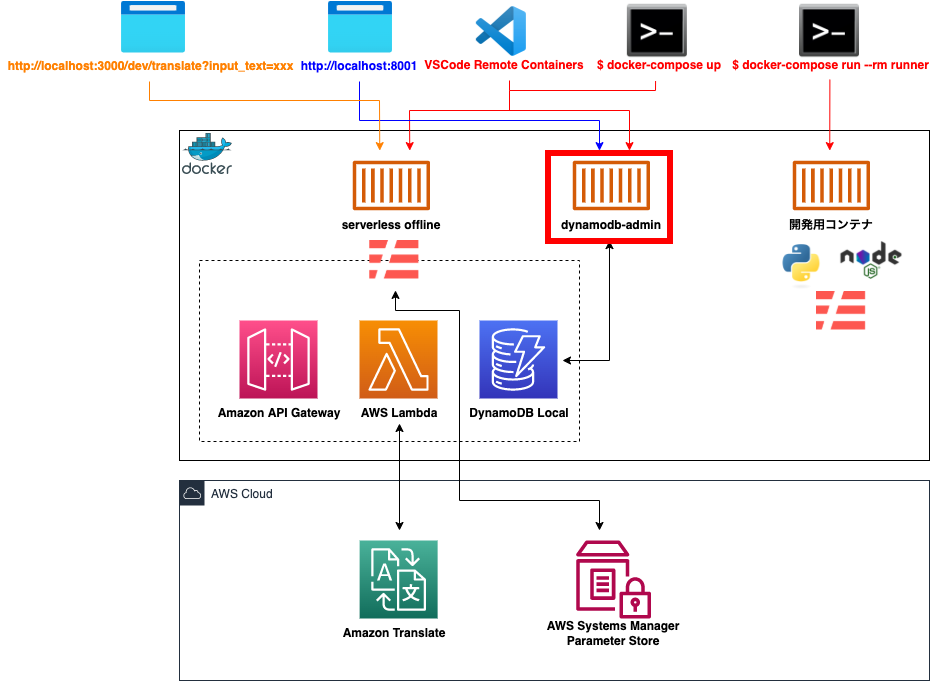 http://localhost:3000/dev/translate?input_text=xxx
http://localhost:8001
VSCode Remote Containers
$ docker-compose up
$ docker-compose run --rm runner
docker
serverless offline
dynamodb-admin
開発用コンテナ
node
JS
Amazon API Gateway
AWS Lambda
DynamoDB Local
AWS Cloud
A
文
Amazon Translate
AWS Systems Manager
Parameter Store